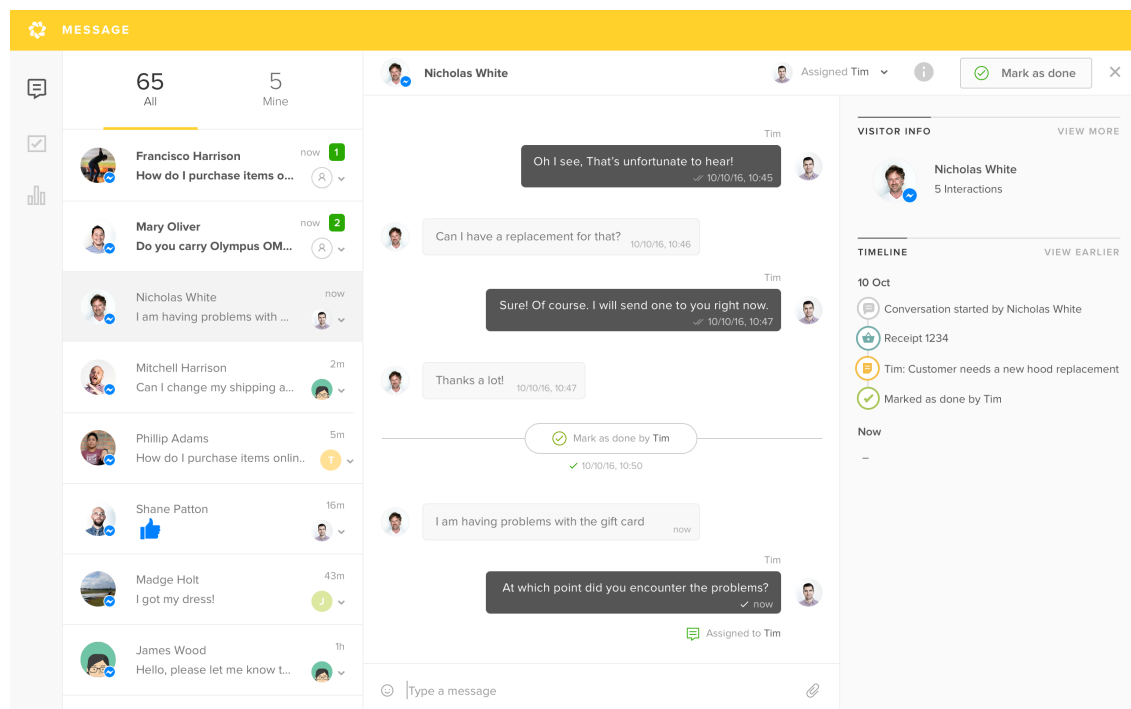 MESSAGE
65
All
5
Mine
Francisco Harrison
now
1
How do I purchase items o...
Mary Oliver
now
2
Do you carry Olympus OM...
Nicholas White
now
I am having problems with ...
Mitchell Harrison
2m
Can I change my shipping a...
Phillip Adams
5m
How do I purchase items onlin..
T
Shane Patton
16m
Madge Holt
43m
I got my dress!
J
James Wood
1h
Hello, please let me know t...
Nicholas White
Assigned Tim
Mark as done
Tim
Oh I see, That's unfortunate to hear!
10/10/16, 10:45
Can I have a replacement for that?
10/10/16, 10:46
Tim
Sure! Of course. I will send one to you right now.
10/10/16, 10:47
Thanks a lot!
10/10/16, 10:47
Mark as done by Tim
10/10/16, 10:50
I am having problems with the gift card
now
Tim
At which point did you encounter the problems?
now
Assigned to Tim
Type a message
VISITOR INFO
VIEW MORE
Nicholas White
5 Interactions
TIMELINE
VIEW EARLIER
10 Oct
Conversation started by Nicholas White
Receipt 1234
Tim: Customer needs a new hood replacement
Marked as done by Tim
Now
–